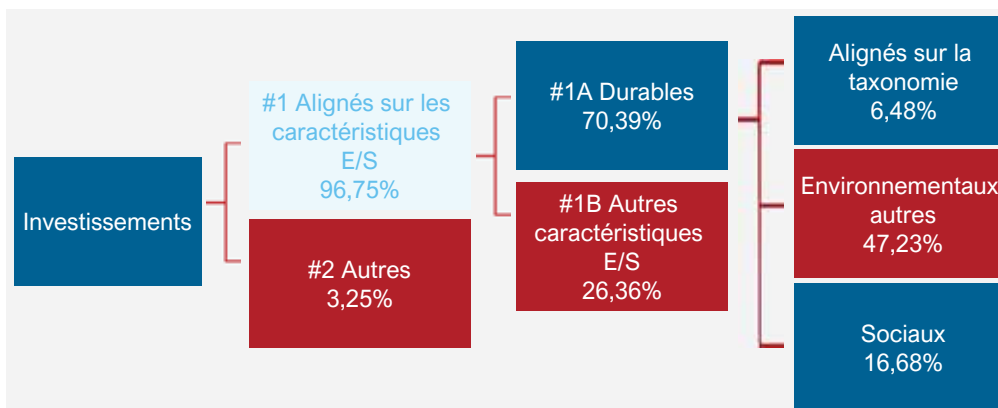 Investissements
#1 Alignés sur les
caractéristiques
E/S
96,75%
#2 Autres
3,25%
#1A Durables
70,39%
#1B Autres
caractéristiques
E/S
26,36%
Alignés sur la
taxonomie
6,48%
Environnementaux
autres
47,23%
Sociaux
16,68%